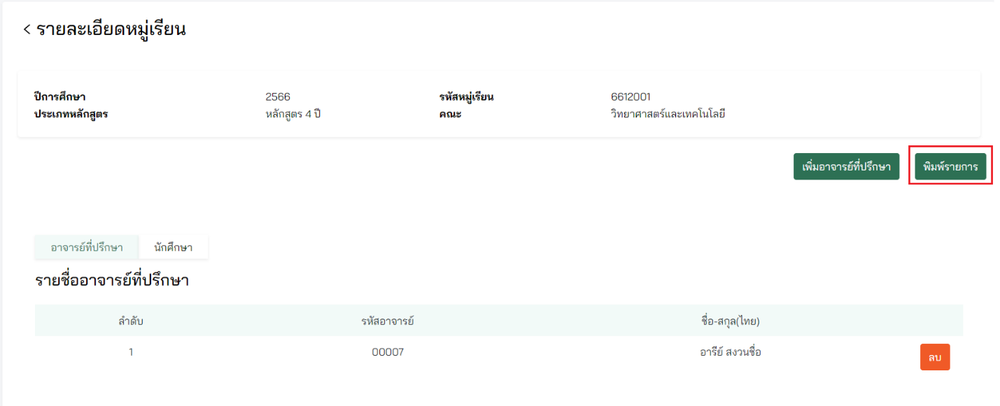 < รายละเอียดหมู่เรียน
ปีการศึกษา 2566 รหัสหมู่เรียน 6612001
ประเภทหลักสูตร หลักสูตร 4 ปี คณะ วิทยาศาสตร์และเทคโนโลยี
เพิ่มอาจารย์ที่ปรึกษา พิมพ์รายการ
อาจารย์ที่ปรึกษา นักศึกษา
รายชื่ออาจารย์ที่ปรึกษา
ลำดับ รหัสอาจารย์ ชื่อ-สกุล(ไทย)
1 00007 อารีย์ สงวนชื่อ ลบ